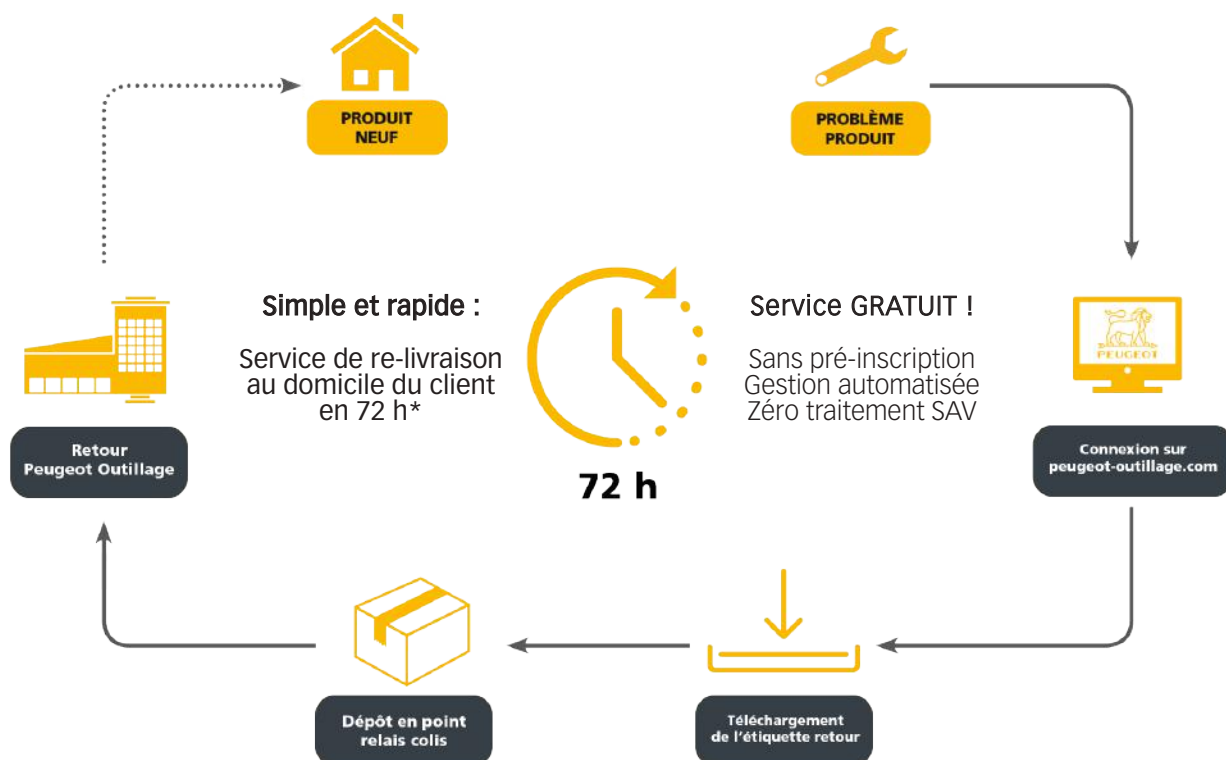 PRODUIT
NEUF
PROBLÈME
PRODUIT
Simple et rapide :
Service de re-livraison
au domicile du client
en 72 h*
72 h
Service GRATUIT !
Sans pré-inscription
Gestion automatisée
Zéro traitement SAV
PEUGEOT
Retour
Peugeot Outillage
Connexion sur
peugeot-outillage.com
Dépôt en point
relais colis
Téléchargement
de l'étiquette retour